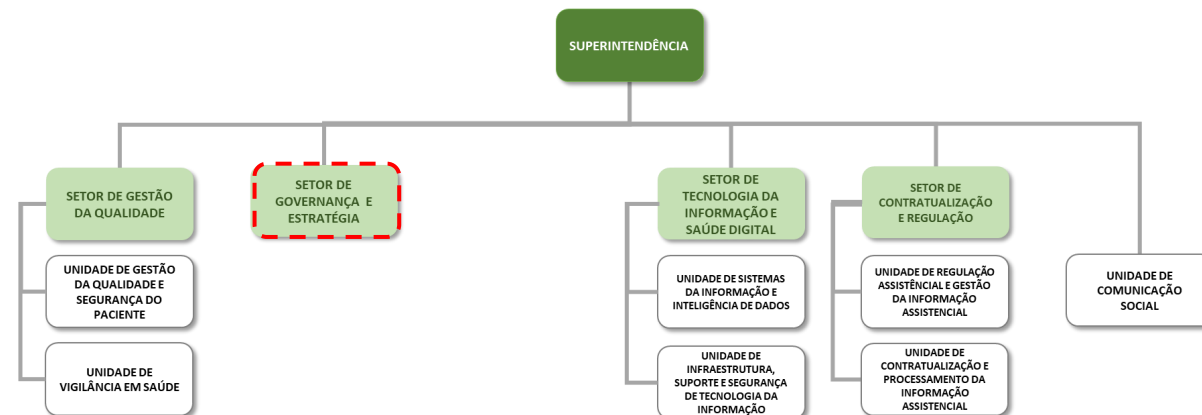 SUPERINTENDÊNCIA
SETOR DE GESTÃO
DA QUALIDADE
SETOR DE
GOVERNANÇA E
ESTRATÉGIA
SETOR DE
TECNOLOGIA DA
INFORMAÇÃO E
SAÚDE DIGITAL
SETOR DE
CONTRATUALIZAÇÃO
E REGULAÇÃO
UNIDADE DE GESTÃO
DA QUALIDADE E
SEGURANÇA DO
PACIENTE
UNIDADE DE SISTEMAS
DA INFORMAÇÃO E
INTELIGÊNCIA DE DADOS
UNIDADE DE REGULAÇÃO
ASSISTÊNCIAL E GESTÃO
DA INFORMAÇÃO
ASSISTENCIAL
UNIDADE DE
COMUNICAÇÃO
SOCIAL
UNIDADE DE
VIGILÂNCIA EM SAÚDE
UNIDADE DE
INFRAESTRUTURA,
SUPORTE E SEGURANÇA
DE TECNOLOGIA DA
INFORMAÇÃO
UNIDADE DE
CONTRATUALIZAÇÃO E
PROCESSAMENTO DA
INFORMAÇÃO
ASSISTENCIAL